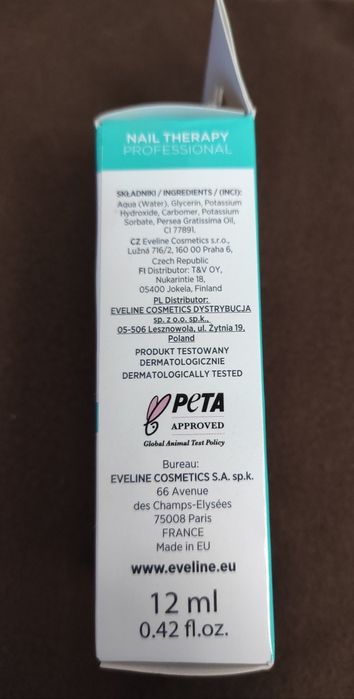 NAIL THERAPY
PROFESSIONAL
SKŁADNIKI / INGREDIENTS / (INCI):
Aqua (Water), Glycerin, Potassium
Hydroxide, Carbomer, Potassium
Sorbate, Persea Gratissima Oil,
CI 77891.
CZ Eveline Cosmetics s.r.o.,
Lužná 716/2, 160 00 Praha 6,
Czech Republic
FI Distributor: T&V OY,
Nukarintie 18,
05400 Jokela, Finland
PL Distributor:
EVELINE COSMETICS DYSTRYBUCJA
sp. z o.o. sp.k.,
05-506 Lesznowola, ul. Żytnia 19,
Poland
PRODUKT TESTOWANY
DERMATOLOGICZNIE
DERMATOLOGICALLY TESTED
PETA
APPROVED
Global Animal Test Policy
Bureau:
EVELINE COSMETICS S.A. sp.k.
66 Avenue
des Champs-Elysées
75008 Paris
FRANCE
Made in EU
www.eveline.eu
12 ml
0.42 fl.oz.